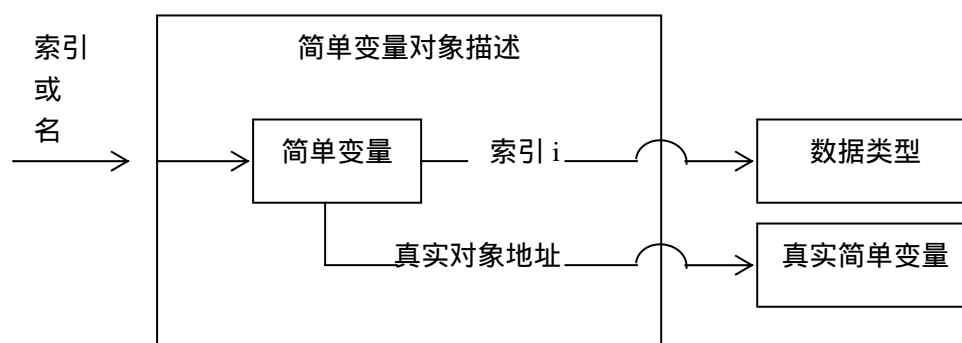 索引
或
名
简单变量对象描述
简单变量
索引 i
数据类型
真实对象地址
真实简单变量